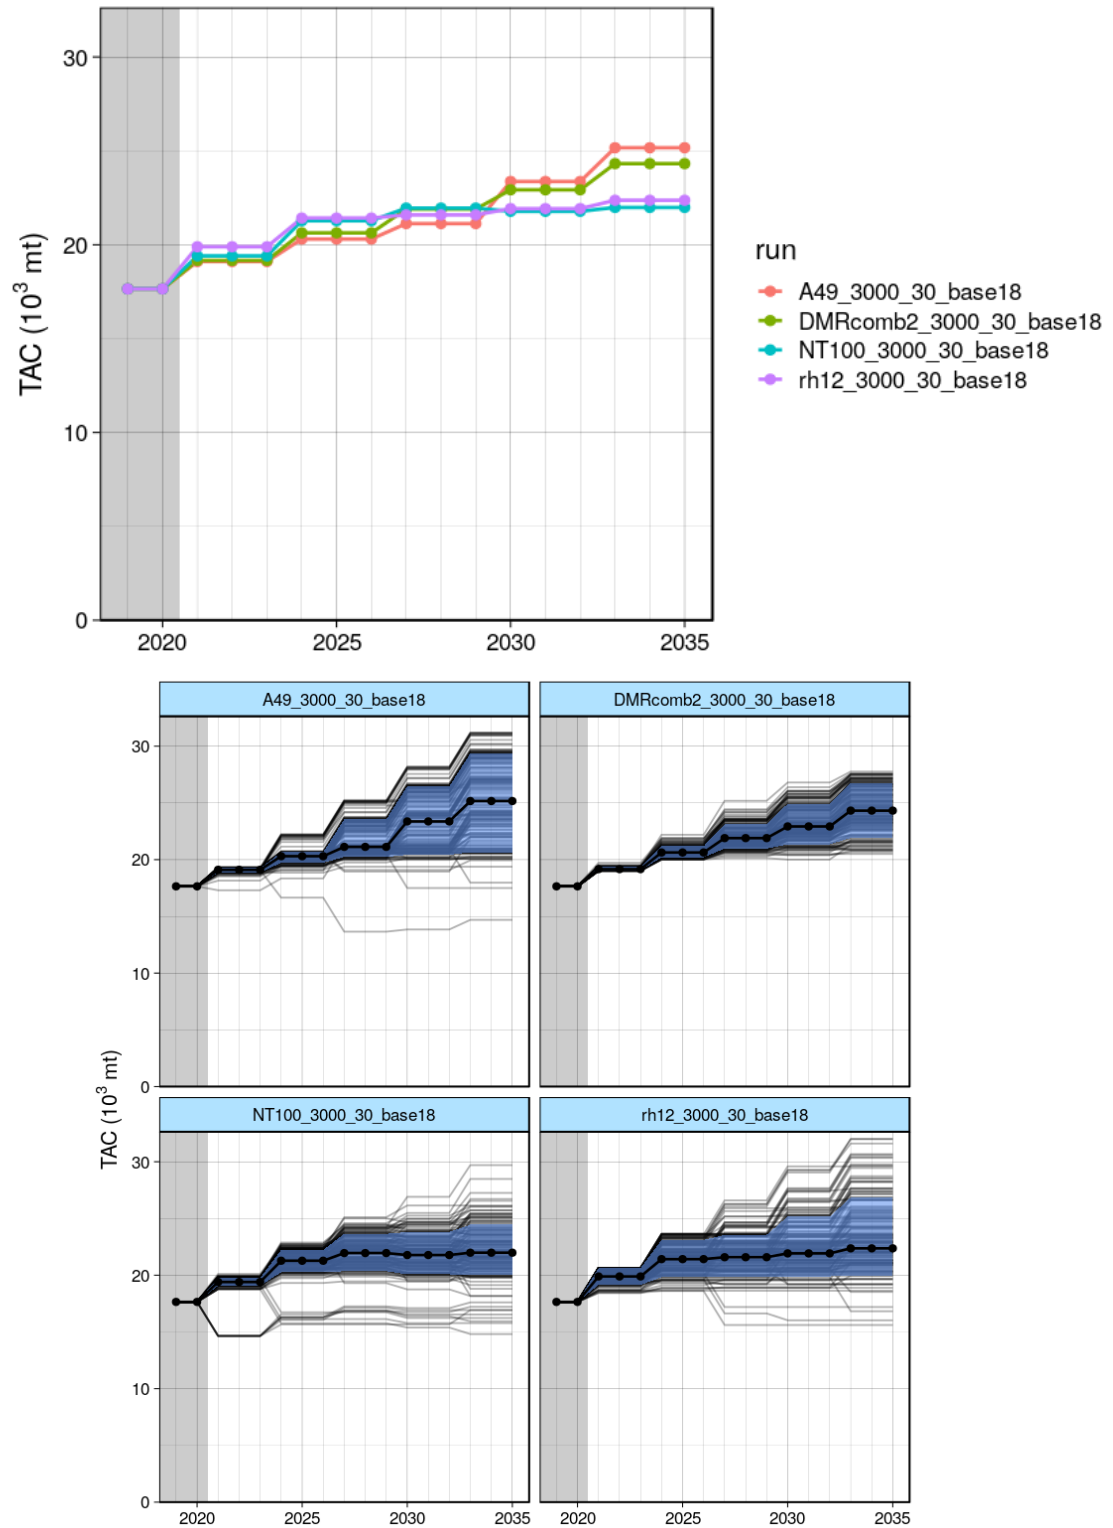 30
20
10
0
TAC (10³ mt)
2020
2025
2030
2035
run
A49_3000_30_base18
DMRcomb2_3000_30_base18
NT100_3000_30_base18
rh12_3000_30_base18
A49_3000_30_base18
DMRcomb2_3000_30_base18
30
20
10
0
TAC (10³ mt)
NT100_3000_30_base18
rh12_3000_30_base18
30
20
10
0
2020
2025
2030
2035
2020
2025
2030
2035